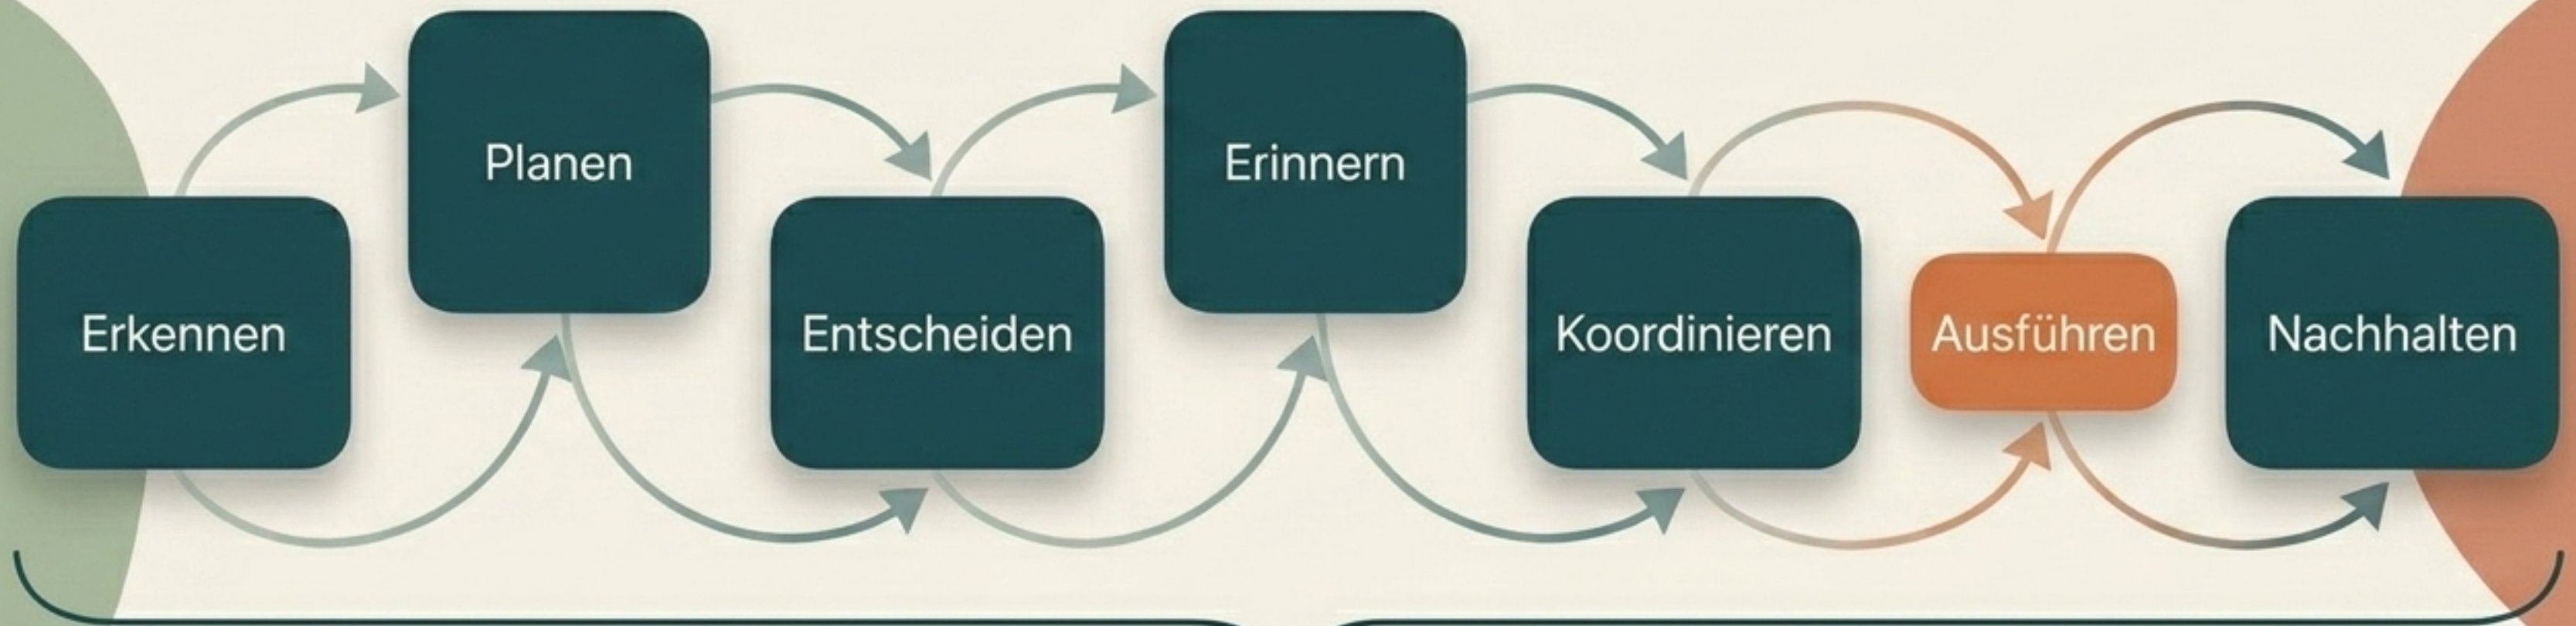 Erkennen
Planen
Entscheiden
Erinnern
Koordinieren
Ausführen
Nachhalten